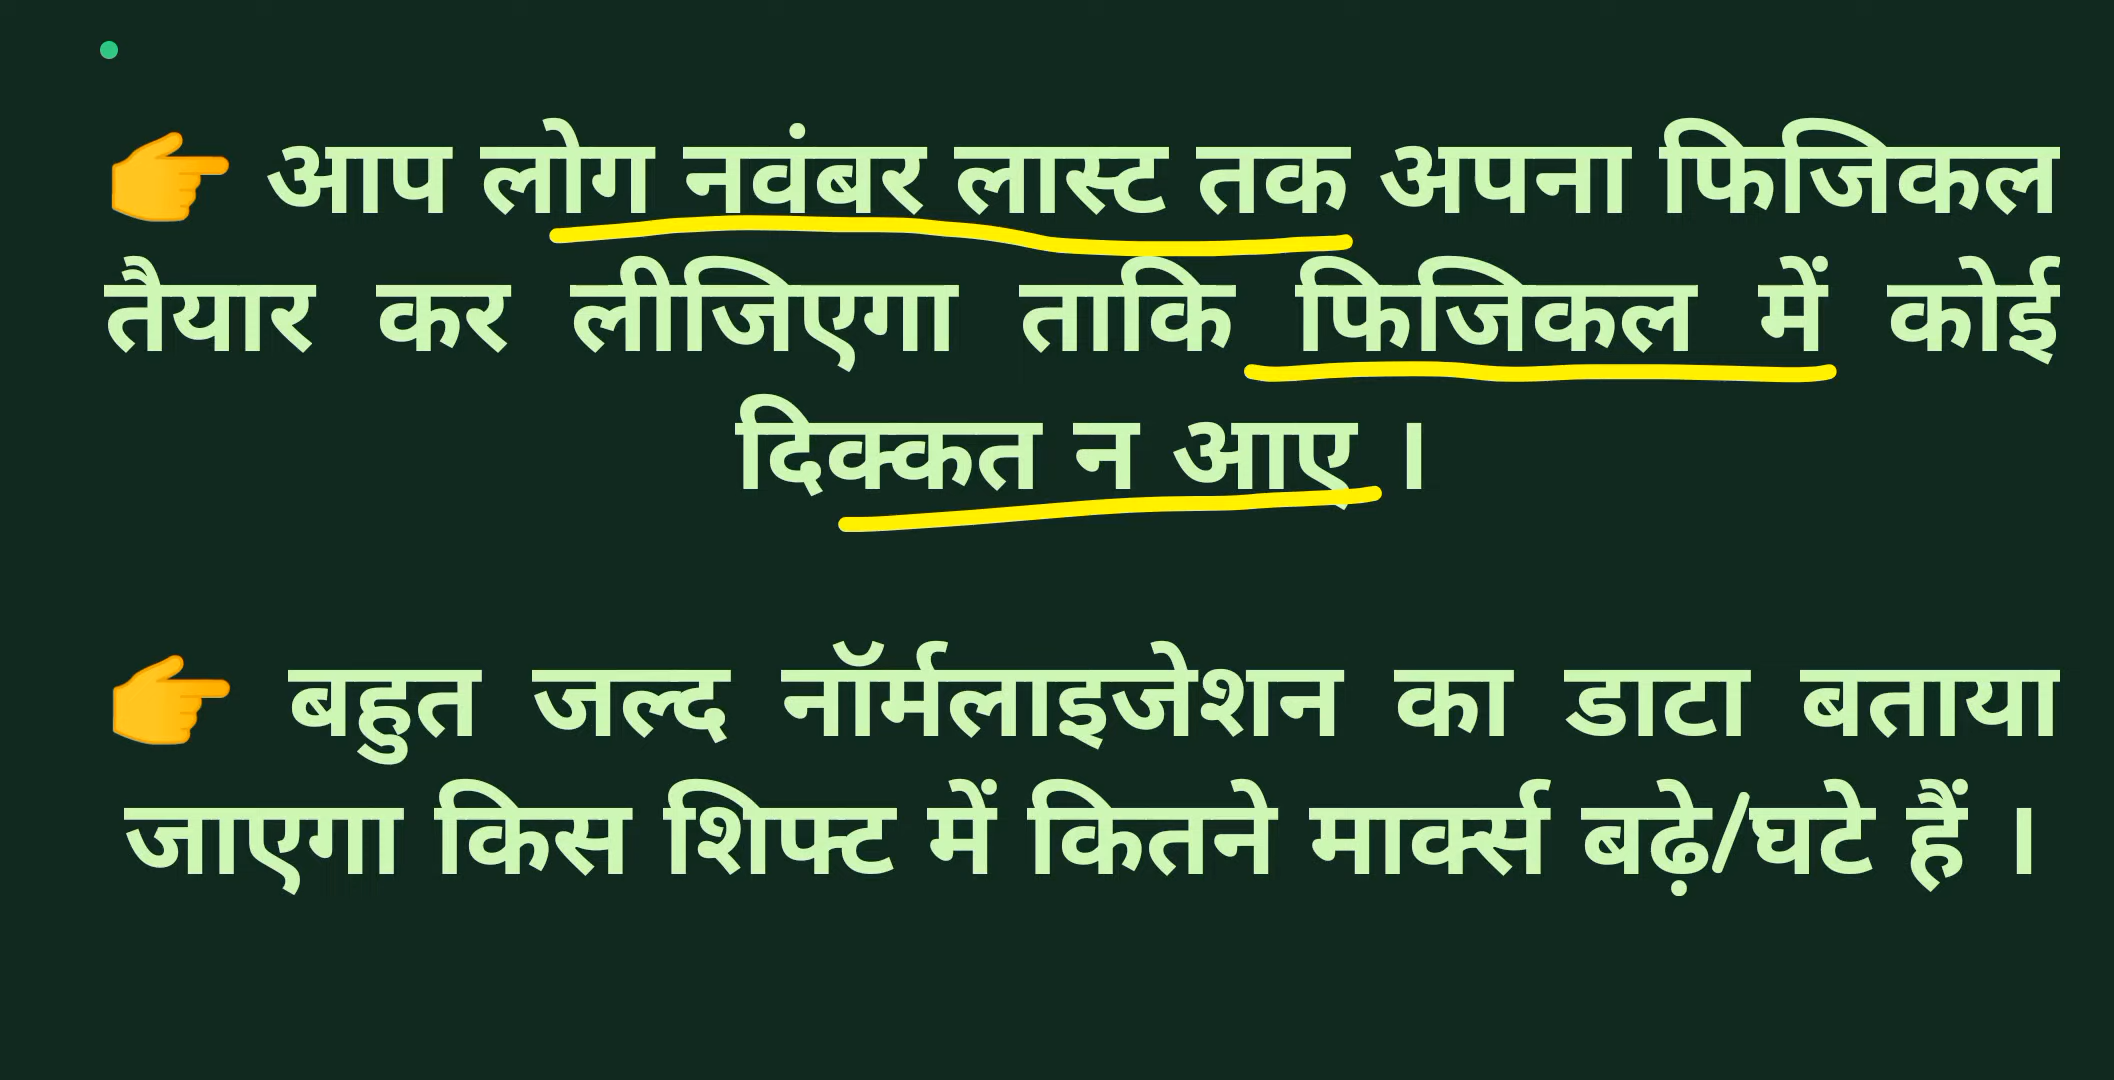 👉 आप लोग नवंबर लास्ट तक अपना फिजिकल
तैयार कर लीजिएगा ताकि फिजिकल में कोई
दिक्कत न आए ।
👉 बहुत जल्द नॉर्मलाइजेशन का डाटा बताया
जाएगा किस शिफ्ट में कितने मार्क्स बढ़े/घटे हैं ।